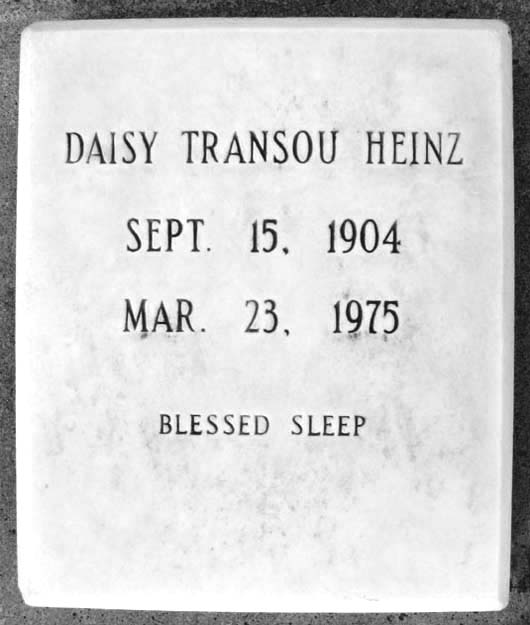 DAISY TRANSOU HEINZ
SEPT. 15, 1904
MAR. 23, 1975
BLESSED SLEEP